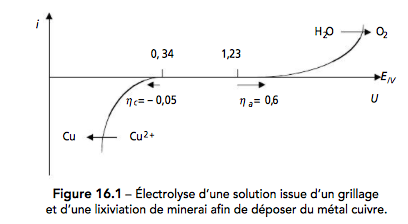 i
H₂O → O₂
0,34 1,23
E/V
ηc= – 0,05 ηa= 0,6
U
Cu ← Cu²⁺
Figure 16.1 – Électrolyse d’une solution issue d’un grillage
et d’une lixiviation de minerai afin de déposer du métal cuivre.